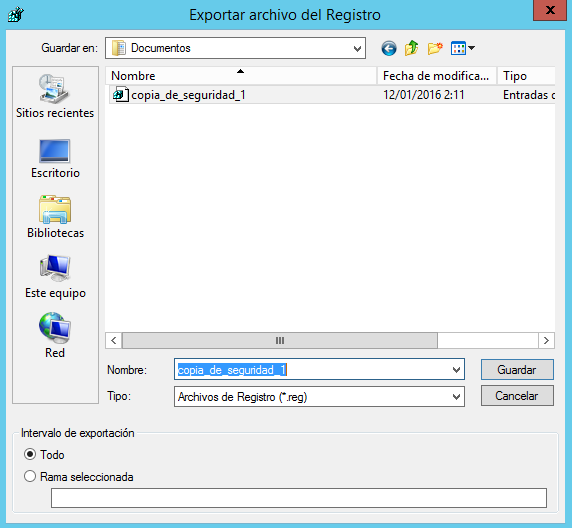 Exportar archivo del Registro
x
Guardar en:
Documentos
Sitios recientes
Escritorio
Bibliotecas
Este equipo
Red
Nombre
Fecha de modifica...
Tipo
copia_de_seguridad_1
12/01/2016 2:11
Entradas d
Nombre:
copia_de_seguridad_1
Guardar
Tipo:
Archivos de Registro (*.reg)
Cancelar
Intervalo de exportación
Todo
Rama seleccionada